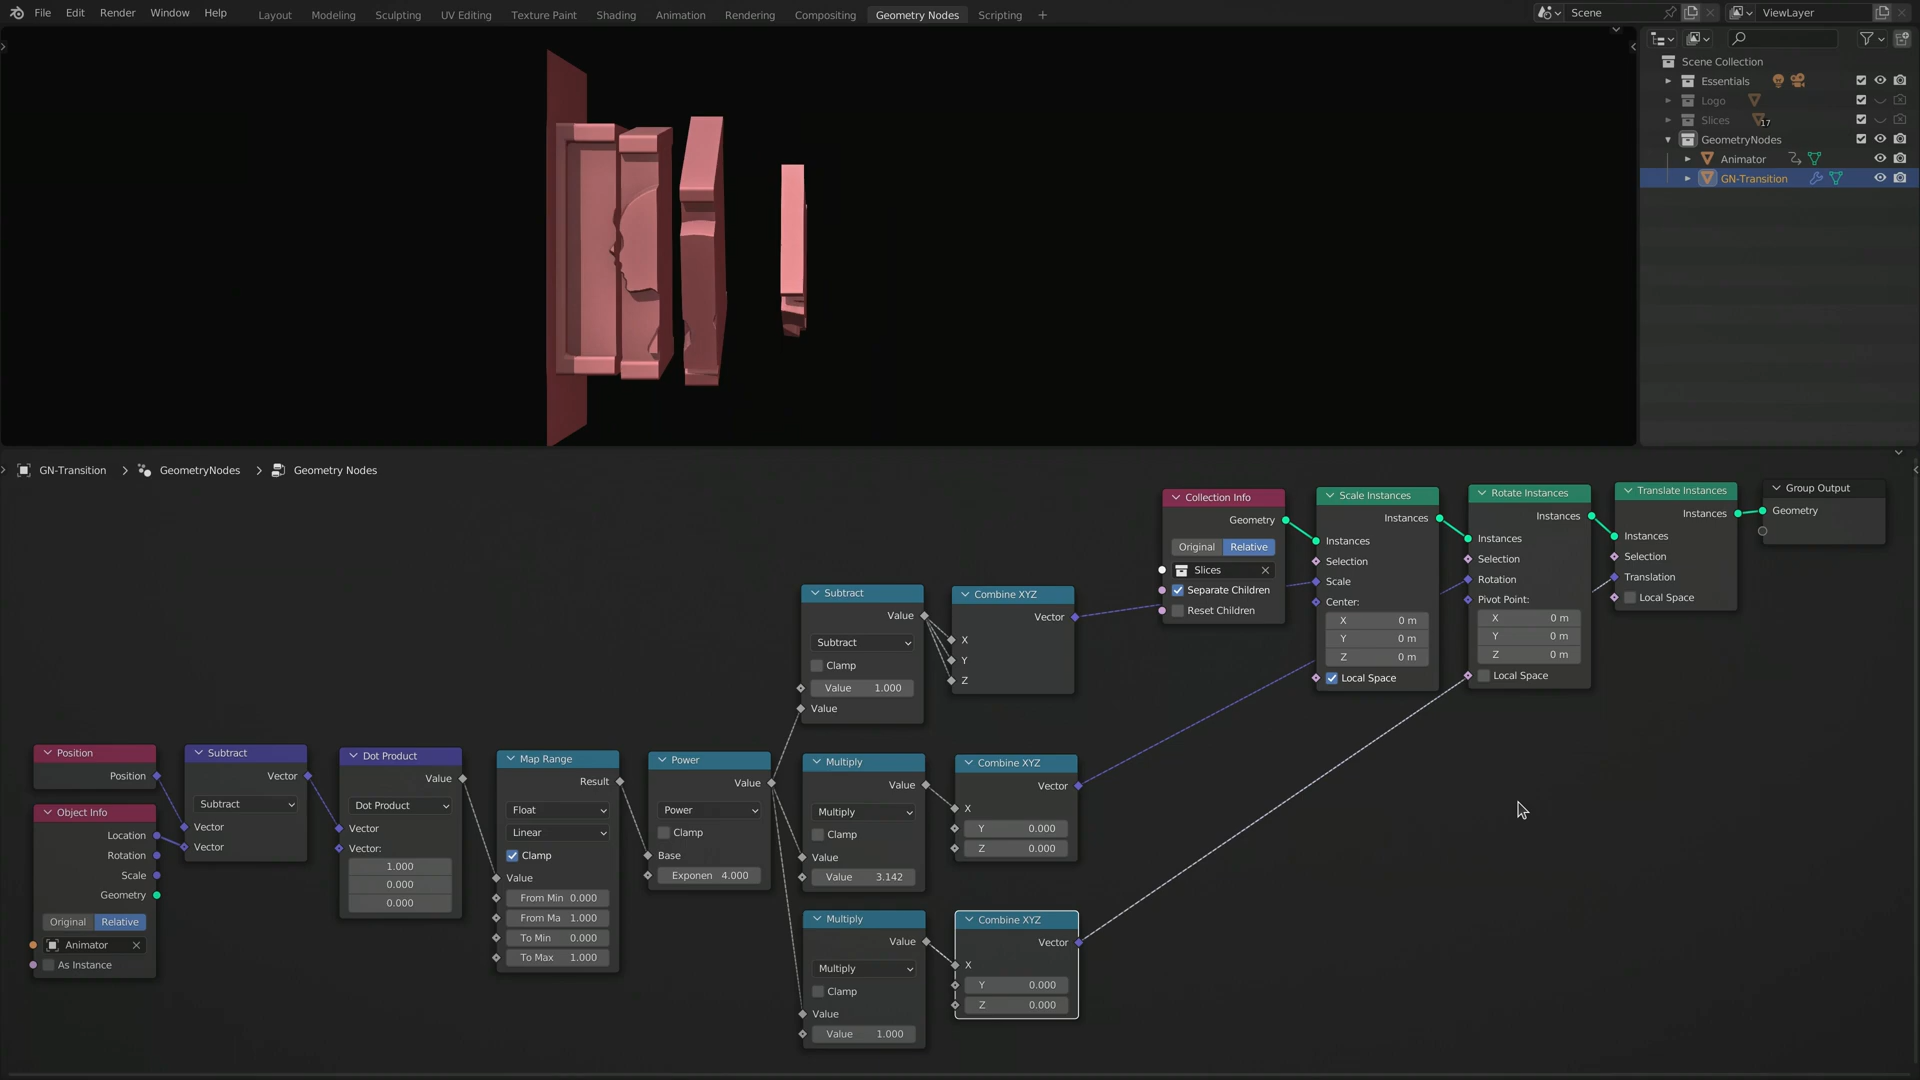 File Edit Render Window Help
Layout Modeling Sculpting UV Editing Texture Paint Shading Animation Rendering Compositing Geometry Nodes Scripting +
Scene
ViewLayer
Scene Collection
Essentials
Logo
Slices 17
GeometryNodes
Animator
GN-Transition
GN-Transition > GeometryNodes > Geometry Nodes
Collection Info
Geometry
Original Relative
Slices
Separate Children
Reset Children
Scale Instances
Instances
Instances
Selection
Scale
Center:
X 0 m
Y 0 m
Z 0 m
Local Space
Rotate Instances
Instances
Instances
Selection
Rotation
Pivot Point:
X 0 m
Y 0 m
Z 0 m
Local Space
Translate Instances
Instances
Instances
Selection
Translation
Local Space
Group Output
Geometry
Subtract
Value
Subtract
Clamp
Value 1.000
Value
Combine XYZ
Vector
X
Y
Z
Position
Position
Object Info
Location
Rotation
Scale
Geometry
Original Relative
Animator
As Instance
Subtract
Vector
Subtract
Vector
Vector
Dot Product
Value
Dot Product
Vector
Vector:
1.000
0.000
0.000
Map Range
Result
Float
Linear
Clamp
Value
From Min 0.000
From Ma 1.000
To Min 0.000
To Max 1.000
Power
Value
Power
Clamp
Base
Exponen 4.000
Multiply
Value
Multiply
Clamp
Value
Value 3.142
Combine XYZ
Vector
X
Y 0.000
Z 0.000
Multiply
Value
Multiply
Clamp
Value
Value 1.000
Combine XYZ
Vector
X
Y 0.000
Z 0.000